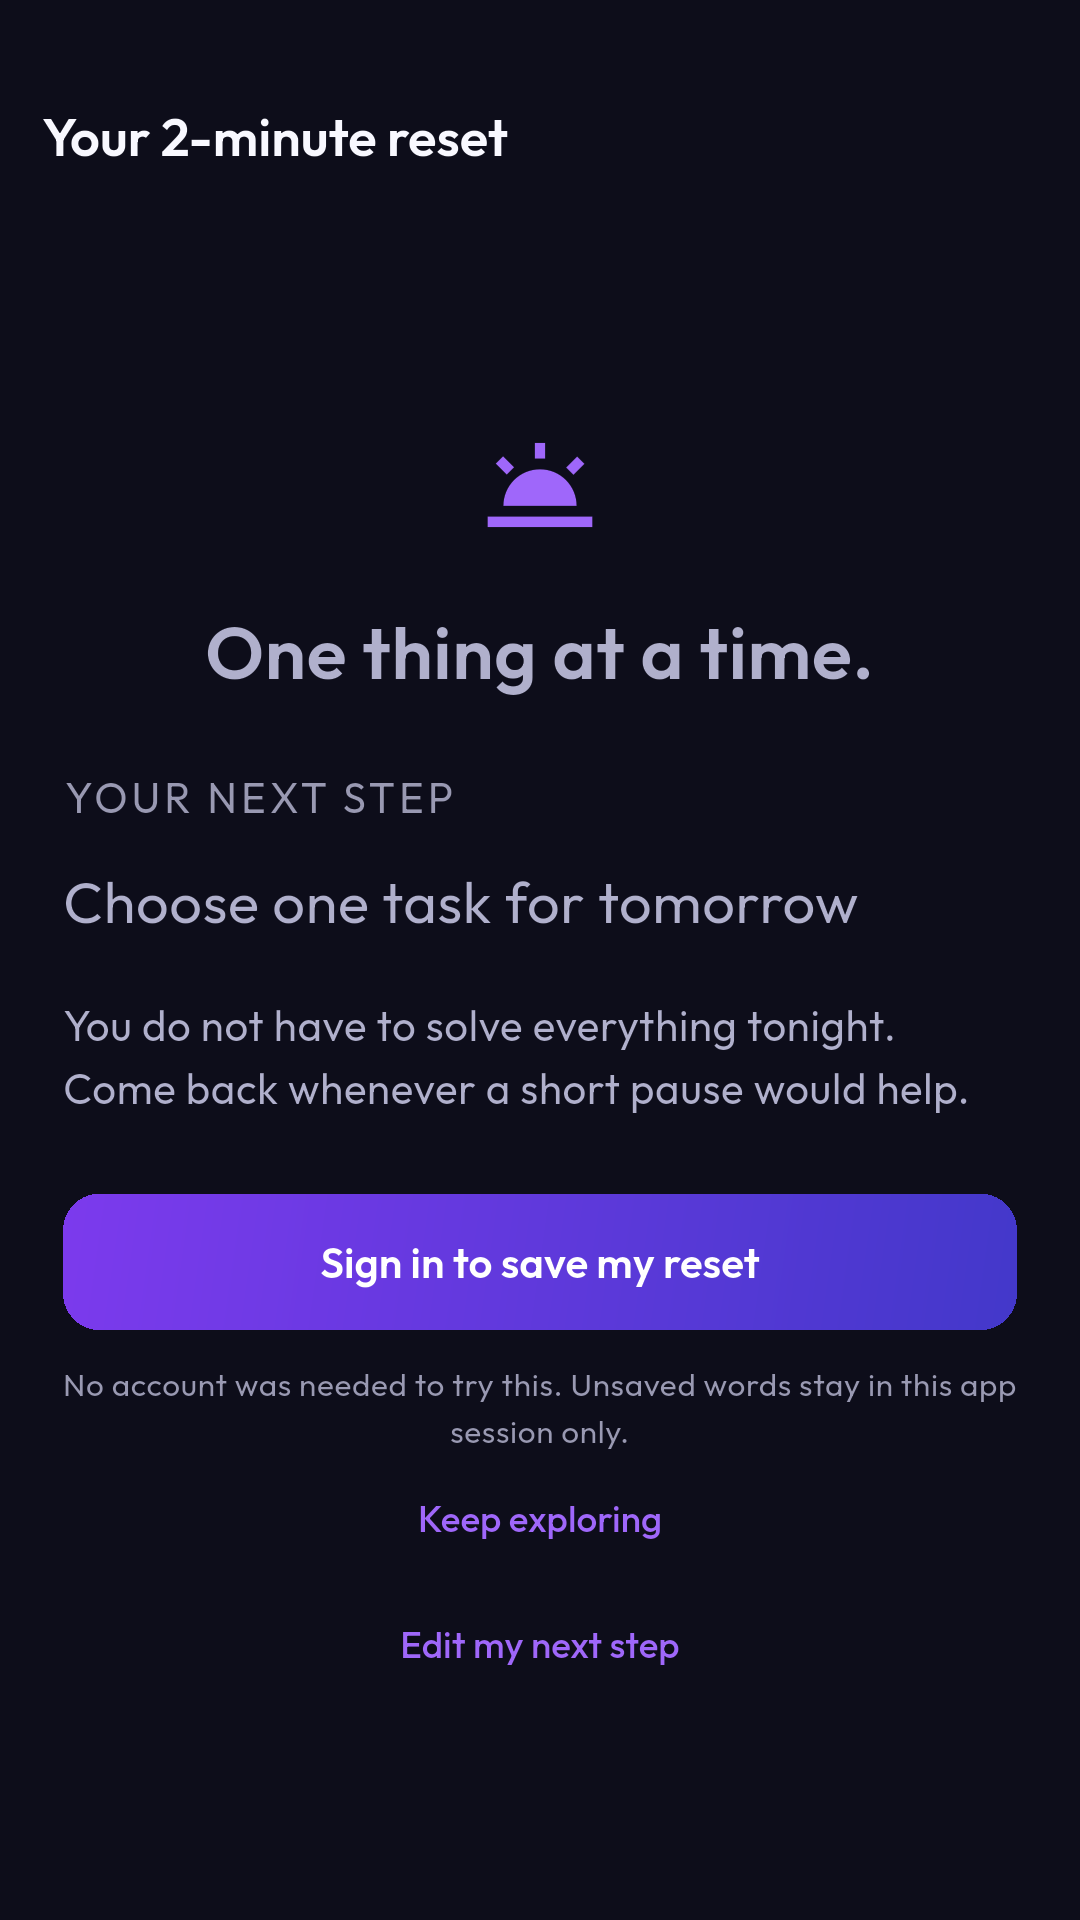 Your 2-minute reset
One thing at a time.
YOUR NEXT STEP
Choose one task for tomorrow
You do not have to solve everything tonight.
Come back whenever a short pause would help.
Sign in to save my reset
No account was needed to try this. Unsaved words stay in this app
session only.
Keep exploring
Edit my next step